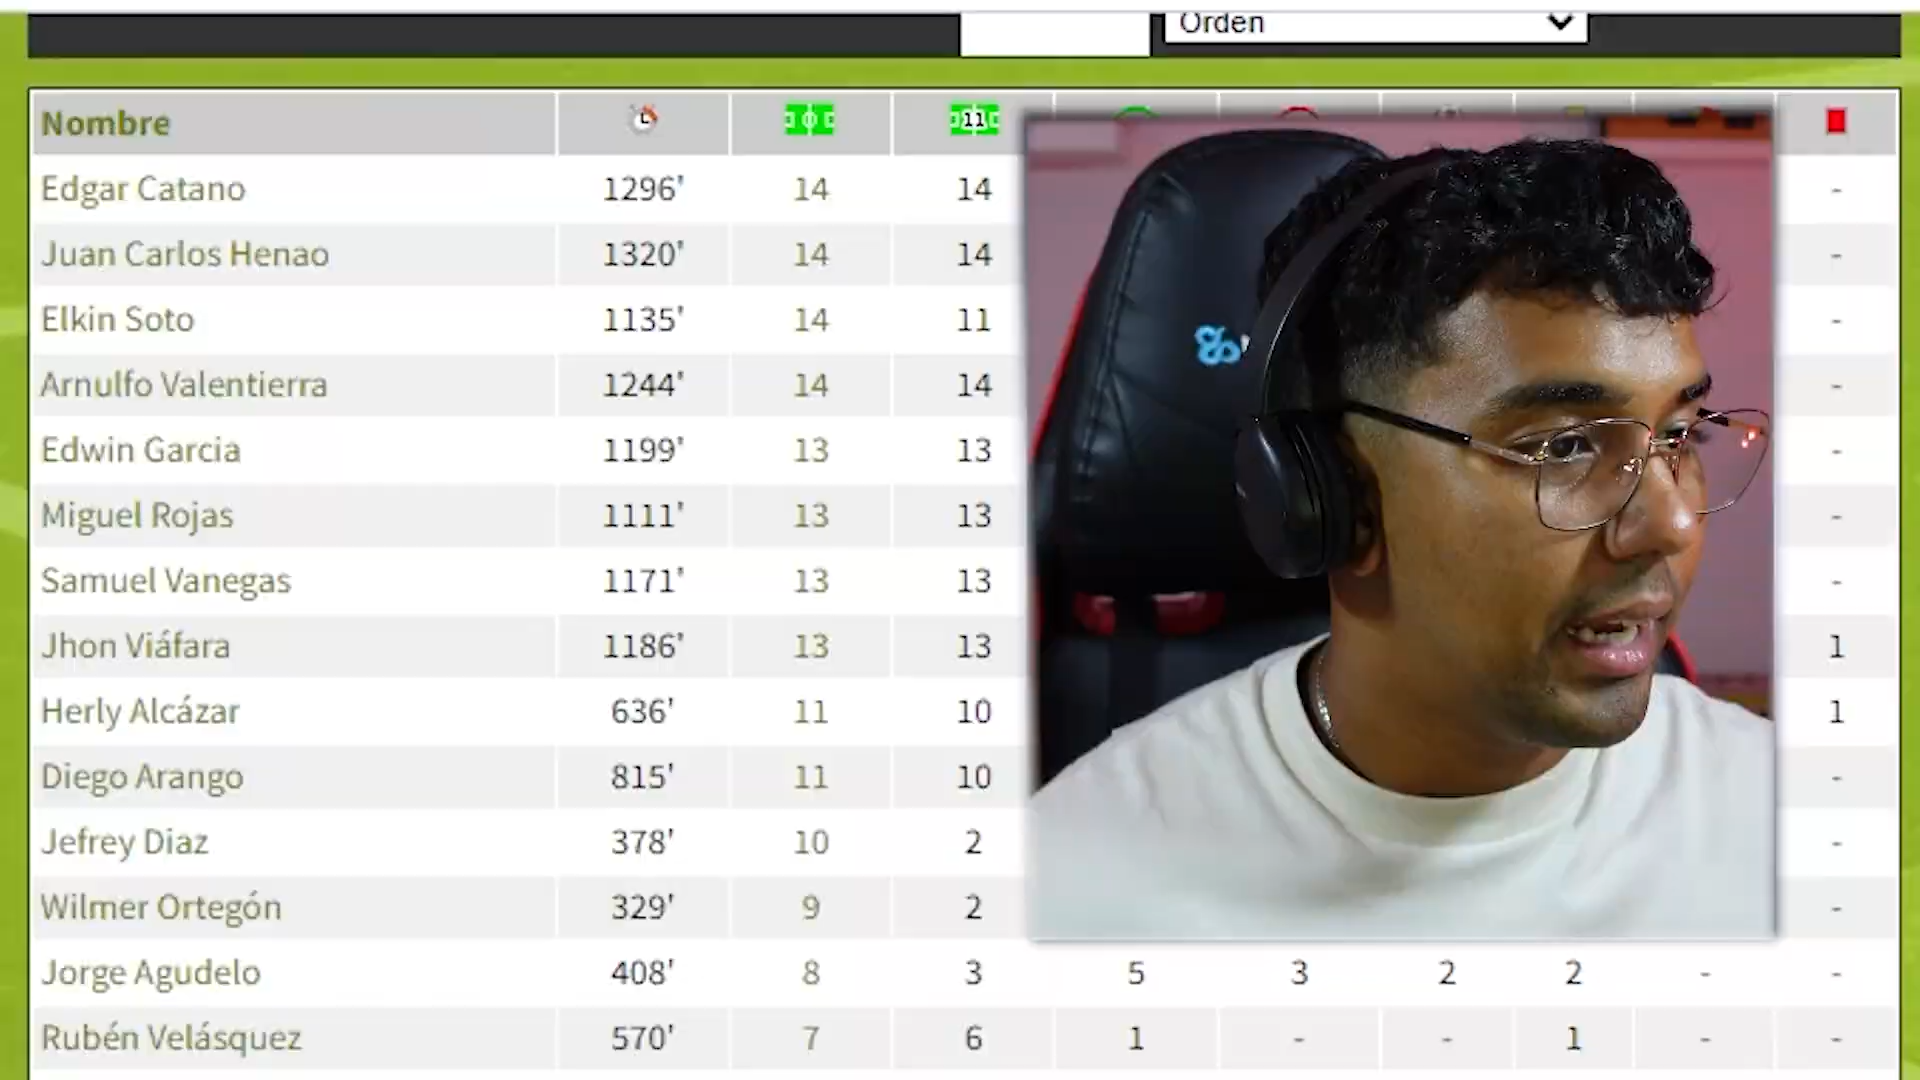 Orden
Nombre 11
Edgar Catano 1296' 14 14 -
Juan Carlos Henao 1320' 14 14 -
Elkin Soto 1135' 14 11 -
Arnulfo Valentierra 1244' 14 14 -
Edwin Garcia 1199' 13 13 -
Miguel Rojas 1111' 13 13 -
Samuel Vanegas 1171' 13 13 -
Jhon Viáfara 1186' 13 13 1
Herly Alcázar 636' 11 10 1
Diego Arango 815' 11 10 -
Jefrey Diaz 378' 10 2 -
Wilmer Ortegón 329' 9 2 -
Jorge Agudelo 408' 8 3 5 3 2 2 - -
Rubén Velásquez 570' 7 6 1 - - 1 - -